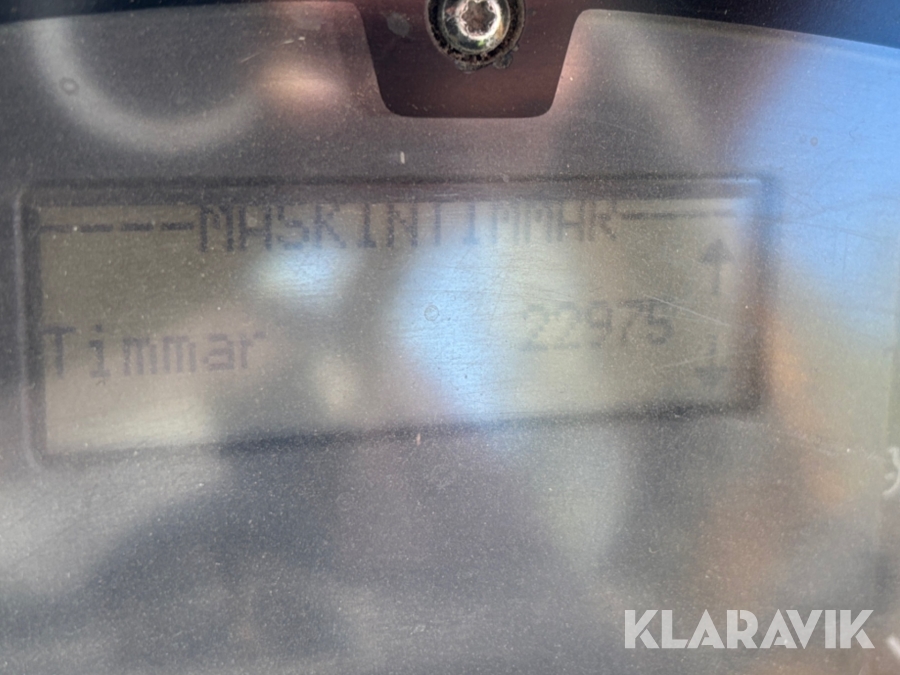 ----MASKINTIMMAR----
Timmar 22975
KLARAVIK